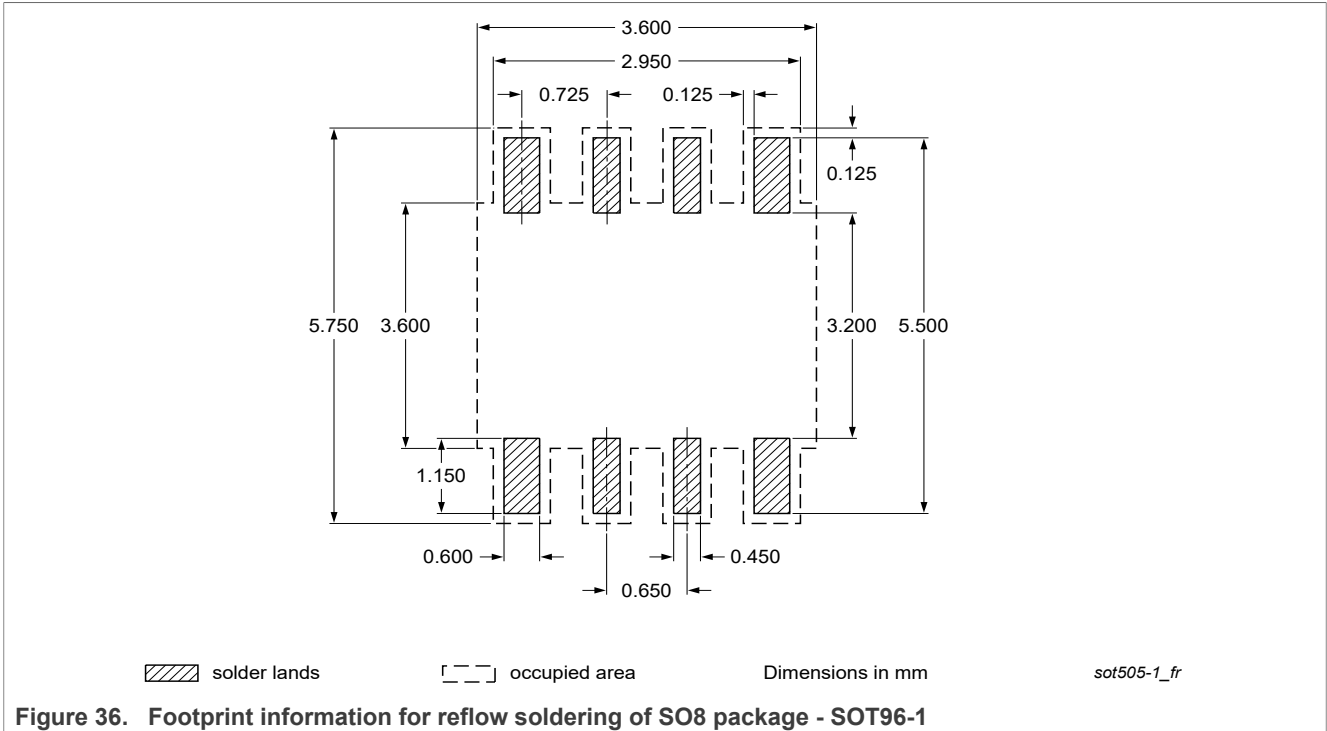 3.600
2.950
0.725 0.125
0.125
5.750 3.600 3.200 5.500
1.150
0.600 0.450
0.650
solder lands occupied area Dimensions in mm sot505-1_fr
Figure 36. Footprint information for reflow soldering of SO8 package - SOT96-1